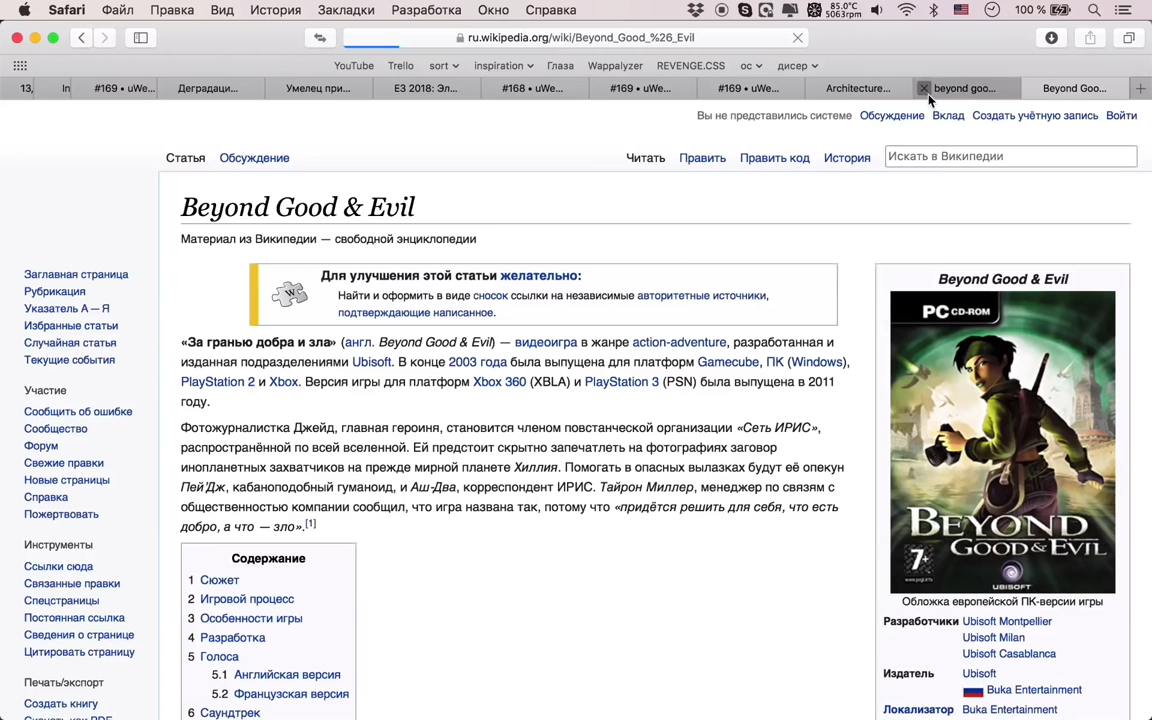 Safari Файл Правка Вид История Закладки Разработка Окно Справка 85.0°C 5063rpm 100 %
ru.wikipedia.org/wiki/Beyond_Good_%26_Evil
YouTube Trello sort inspiration Глаза Wappalyzer REVENGE.CSS ос дисер
13, In #169 • uWe... Деградаци... Умелец при... E3 2018: Эл... #168 • uWe... #169 • uWe... #169 • uWe... Architecture... beyond goo... Beyond Goo...
Вы не представились системе Обсуждение Вклад Создать учётную запись Войти
Статья Обсуждение Читать Править Править код История Искать в Википедии
Beyond Good & Evil
Материал из Википедии — свободной энциклопедии
Для улучшения этой статьи желательно:
Найти и оформить в виде сносок ссылки на независимые авторитетные источники,
подтверждающие написанное.
«За гранью добра и зла» (англ. Beyond Good & Evil) — видеоигра в жанре action-adventure, разработанная и
изданная подразделениями Ubisoft. В конце 2003 года была выпущена для платформ Gamecube, ПК (Windows),
PlayStation 2 и Xbox. Версия игры для платформ Xbox 360 (XBLA) и PlayStation 3 (PSN) была выпущена в 2011
году.
Фотожурналистка Джейд, главная героиня, становится членом повстанческой организации «Сеть ИРИС»,
распространённой по всей вселенной. Ей предстоит скрытно запечатлеть на фотографиях заговор
инопланетных захватчиков на прежде мирной планете Хиллия. Помогать в опасных вылазках будут её опекун
Пей'Дж, кабаноподобный гуманоид, и Аш-Два, корреспондент ИРИС. Тайрон Миллер, менеджер по связям с
общественностью компании сообщил, что игра названа так, потому что «придётся решить для себя, что есть
добро, а что — зло».[1]
Содержание
1 Сюжет
2 Игровой процесс
3 Особенности игры
4 Разработка
5 Голоса
5.1 Английская версия
5.2 Французская версия
6 Саундтрек
Заглавная страница
Рубрикация
Указатель А — Я
Избранные статьи
Случайная статья
Текущие события
Участие
Сообщить об ошибке
Сообщество
Форум
Свежие правки
Новые страницы
Справка
Пожертвовать
Инструменты
Ссылки сюда
Связанные правки
Спецстраницы
Постоянная ссылка
Сведения о странице
Цитировать страницу
Печать/экспорт
Создать книгу
Скачать как PDF
Beyond Good & Evil
PC CD-ROM
BEYOND
GOOD & EVIL
7+
UBISOFT
Обложка европейской ПК-версии игры
Разработчики Ubisoft Montpellier
Ubisoft Milan
Ubisoft Casablanca
Издатель Ubisoft
Buka Entertainment
Локализатор Buka Entertainment